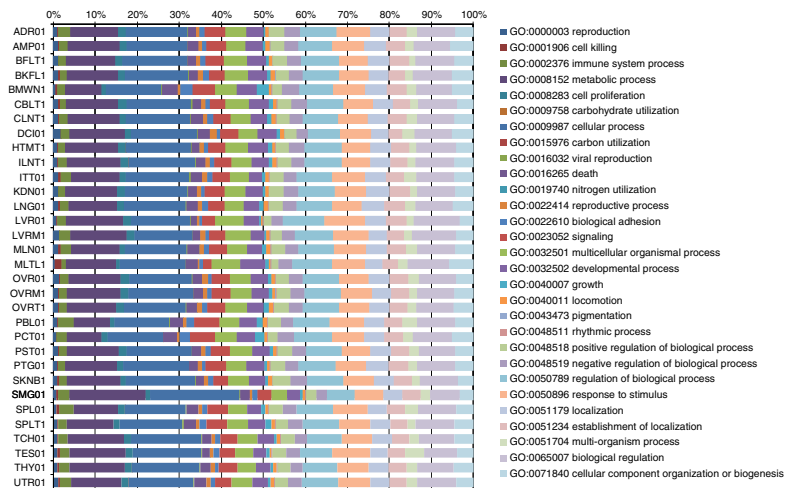 0% 10% 20% 30% 40% 50% 60% 70% 80% 90% 100%
ADR01
AMP01
BFLT1
BKFL1
BMWN1
CBLT1
CLNT1
DCI01
HTMT1
ILNT1
ITT01
KDN01
LNG01
LVR01
LVRM1
MLN01
MLTL1
OVR01
OVRM1
OVRT1
PBL01
PCT01
PST01
PTG01
SKNB1
SMG01
SPL01
SPLT1
TCH01
TES01
THY01
UTR01
GO:0000003 reproduction
GO:0001906 cell killing
GO:0002376 immune system process
GO:0008152 metabolic process
GO:0008283 cell proliferation
GO:0009758 carbohydrate utilization
GO:0009987 cellular process
GO:0015976 carbon utilization
GO:0016032 viral reproduction
GO:0016265 death
GO:0019740 nitrogen utilization
GO:0022414 reproductive process
GO:0022610 biological adhesion
GO:0023052 signaling
GO:0032501 multicellular organismal process
GO:0032502 developmental process
GO:0040007 growth
GO:0040011 locomotion
GO:0043473 pigmentation
GO:0048511 rhythmic process
GO:0048518 positive regulation of biological process
GO:0048519 negative regulation of biological process
GO:0050789 regulation of biological process
GO:0050896 response to stimulus
GO:0051179 localization
GO:0051234 establishment of localization
GO:0051704 multi-organism process
GO:0065007 biological regulation
GO:0071840 cellular component organization or biogenesis